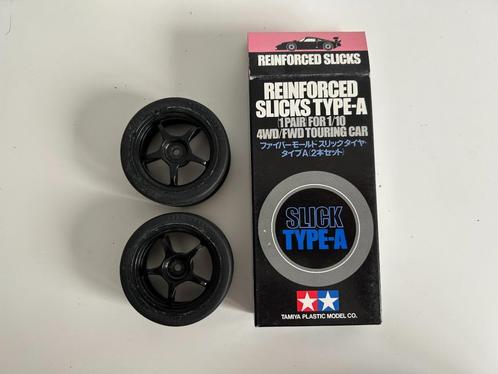 REINFORCED SLICKS
REINFORCED
SLICKS TYPE-A
(1 PAIR FOR 1/10
4WD/FWD TOURING CAR
ファイバーモールドスリックタイヤ・
タイプA(2本セット)
SLICK
TYPE-A
TAMIYA PLASTIC MODEL CO.